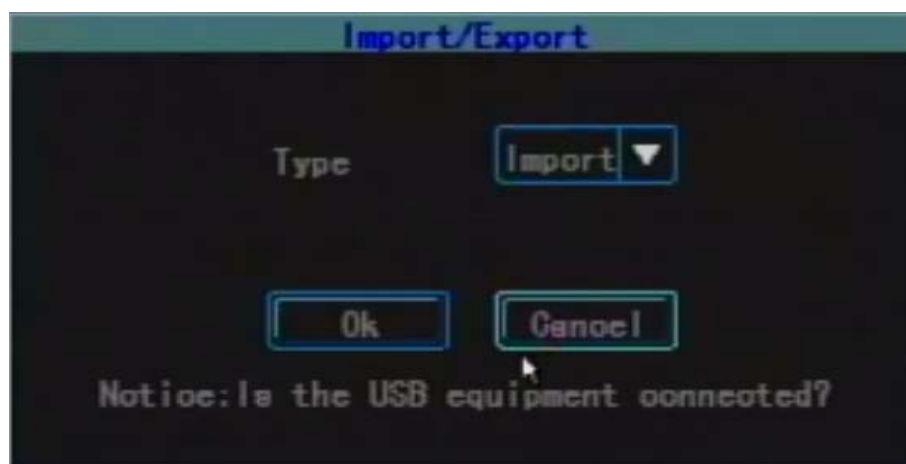 Import/Export
Type Import
Ok Cancel
Notice:Is the USB equipment connected?